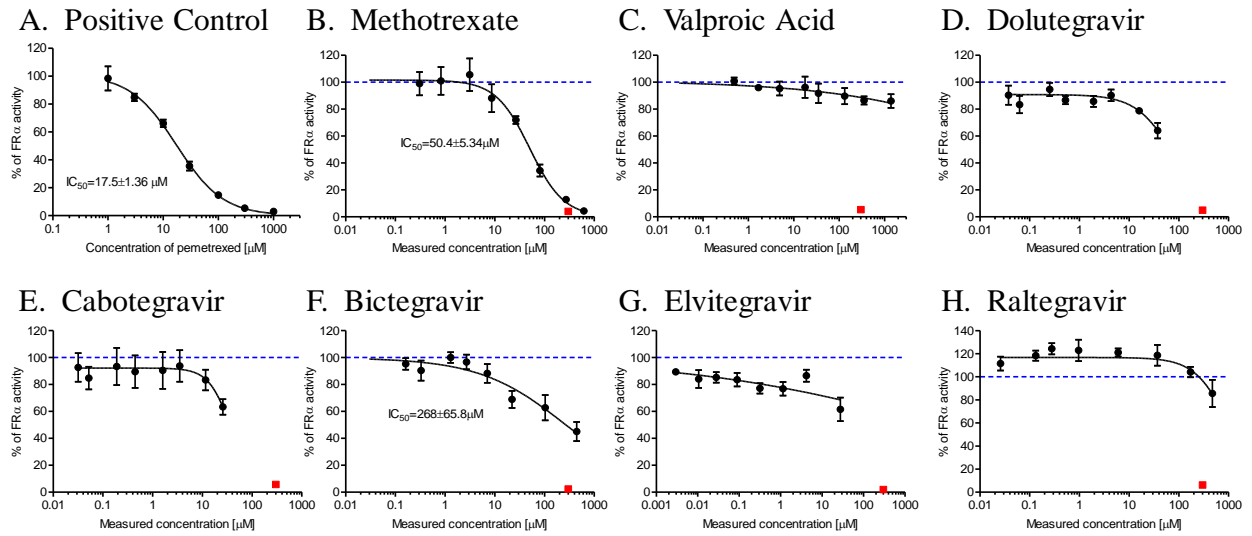 A. Positive Control
% of FRα activity
120
100
80
60
40
20
0
IC50=17.5±1.36 µM
0.1 1 10 100 1000
Concentration of pemetrexed [µM]
B. Methotrexate
% of FRα activity
120
100
80
60
40
20
0
IC50=50.4±5.34µM
0.01 0.1 1 10 100 1000
Measured concentration [µM]
C. Valproic Acid
% of FRα activity
120
100
80
60
40
20
0
0.01 0.1 1 10 100 1000 10000
Measured concentration [µM]
D. Dolutegravir
% of FRα activity
120
100
80
60
40
20
0
0.01 0.1 1 10 100 1000
Measured concentration [µM]
E. Cabotegravir
% of FRα activity
120
100
80
60
40
20
0
0.01 0.1 1 10 100 1000
Measured concentration [µM]
F. Bictegravir
% of FRα activity
120
100
80
60
40
20
0
IC50=268±65.8µM
0.01 0.1 1 10 100 1000
Measured concentration [µM]
G. Elvitegravir
% of FRα activity
120
100
80
60
40
20
0
0.001 0.01 0.1 1 10 100 1000
Measured concentration [µM]
H. Raltegravir
% of FRα activity
140
120
100
80
60
40
20
0
0.01 0.1 1 10 100 1000
Measured concentration [µM]